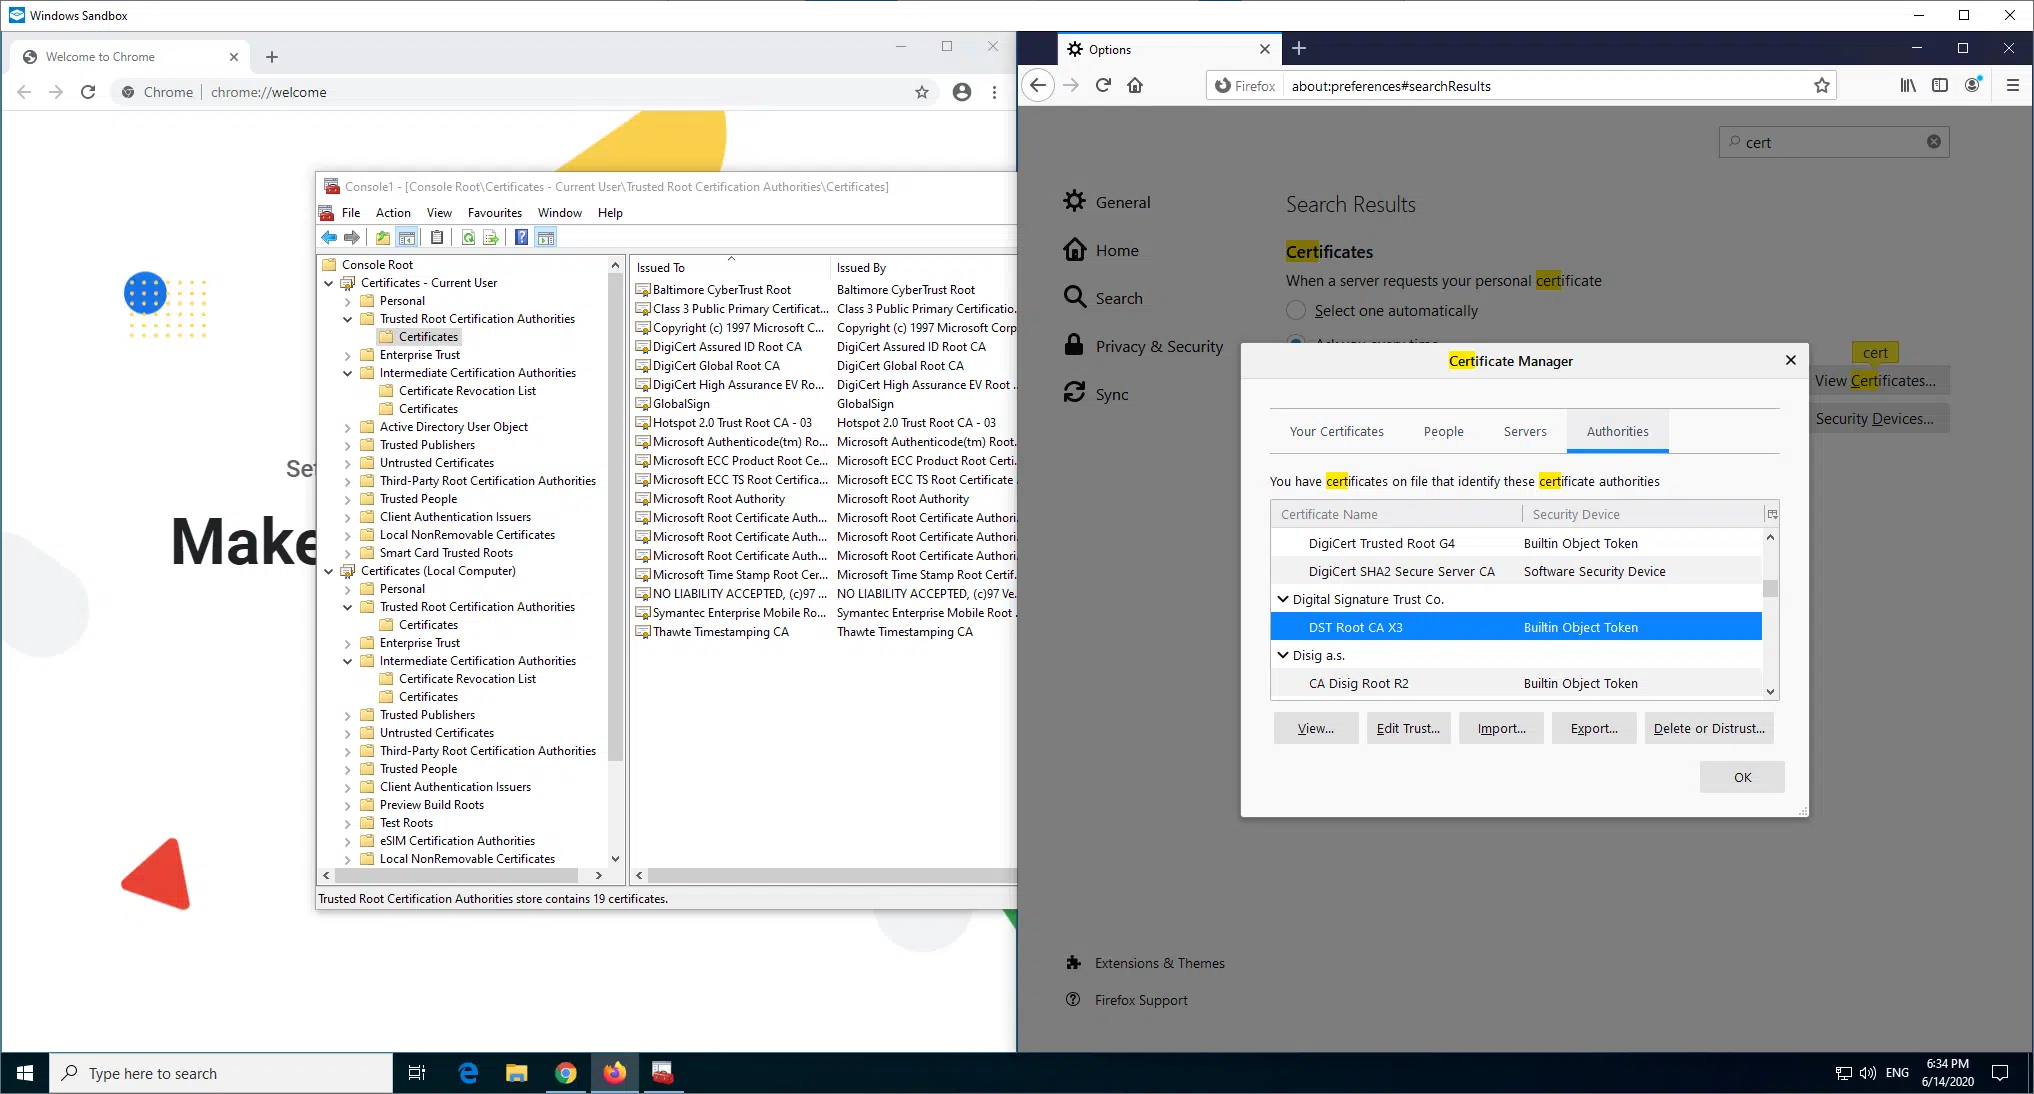 Windows Sandbox
Welcome to Chrome
Chrome
chrome://welcome
Make
Console1 - [Console Root\Certificates - Current User\Trusted Root Certification Authorities\Certificates]
File Action View Favourites Window Help
Console Root
Certificates - Current User
Personal
Trusted Root Certification Authorities
Certificates
Enterprise Trust
Intermediate Certification Authorities
Certificate Revocation List
Certificates
Active Directory User Object
Trusted Publishers
Untrusted Certificates
Third-Party Root Certification Authorities
Trusted People
Client Authentication Issuers
Local NonRemovable Certificates
Smart Card Trusted Roots
Certificates (Local Computer)
Personal
Trusted Root Certification Authorities
Certificates
Enterprise Trust
Intermediate Certification Authorities
Certificate Revocation List
Certificates
Trusted Publishers
Untrusted Certificates
Third-Party Root Certification Authorities
Trusted People
Client Authentication Issuers
Preview Build Roots
Test Roots
eSIM Certification Authorities
Local NonRemovable Certificates
Issued To Issued By
Baltimore CyberTrust Root Baltimore CyberTrust Root
Class 3 Public Primary Certificat... Class 3 Public Primary Certificatio...
Copyright (c) 1997 Microsoft C... Copyright (c) 1997 Microsoft Corp
DigiCert Assured ID Root CA DigiCert Assured ID Root CA
DigiCert Global Root CA DigiCert Global Root CA
DigiCert High Assurance EV Ro... DigiCert High Assurance EV Root ...
GlobalSign GlobalSign
Hotspot 2.0 Trust Root CA - 03 Hotspot 2.0 Trust Root CA - 03
Microsoft Authenticode(tm) Ro... Microsoft Authenticode(tm) Root...
Microsoft ECC Product Root Ce... Microsoft ECC Product Root Certi...
Microsoft ECC TS Root Certifica... Microsoft ECC TS Root Certificate
Microsoft Root Authority Microsoft Root Authority
Microsoft Root Certificate Auth... Microsoft Root Certificate Authori...
Microsoft Root Certificate Auth... Microsoft Root Certificate Authori...
Microsoft Root Certificate Auth... Microsoft Root Certificate Authori...
Microsoft Time Stamp Root Cer... Microsoft Time Stamp Root Certif...
NO LIABILITY ACCEPTED, (c)97 ... NO LIABILITY ACCEPTED, (c)97 Ve...
Symantec Enterprise Mobile Ro... Symantec Enterprise Mobile Root ...
Thawte Timestamping CA Thawte Timestamping CA
Trusted Root Certification Authorities store contains 19 certificates.
Options
Firefox
about:preferences#searchResults
cert
General
Home
Search
Privacy & Security
Sync
Extensions & Themes
Firefox Support
Search Results
Certificates
When a server requests your personal certificate
Select one automatically
cert
View Certificates...
Security Devices...
Certificate Manager
Your Certificates People Servers Authorities
You have certificates on file that identify these certificate authorities
Certificate Name Security Device
DigiCert Trusted Root G4 Builtin Object Token
DigiCert SHA2 Secure Server CA Software Security Device
Digital Signature Trust Co.
DST Root CA X3 Builtin Object Token
Disig a.s.
CA Disig Root R2 Builtin Object Token
View... Edit Trust... Import... Export... Delete or Distrust...
OK
Type here to search
ENG
6:34 PM
6/14/2020